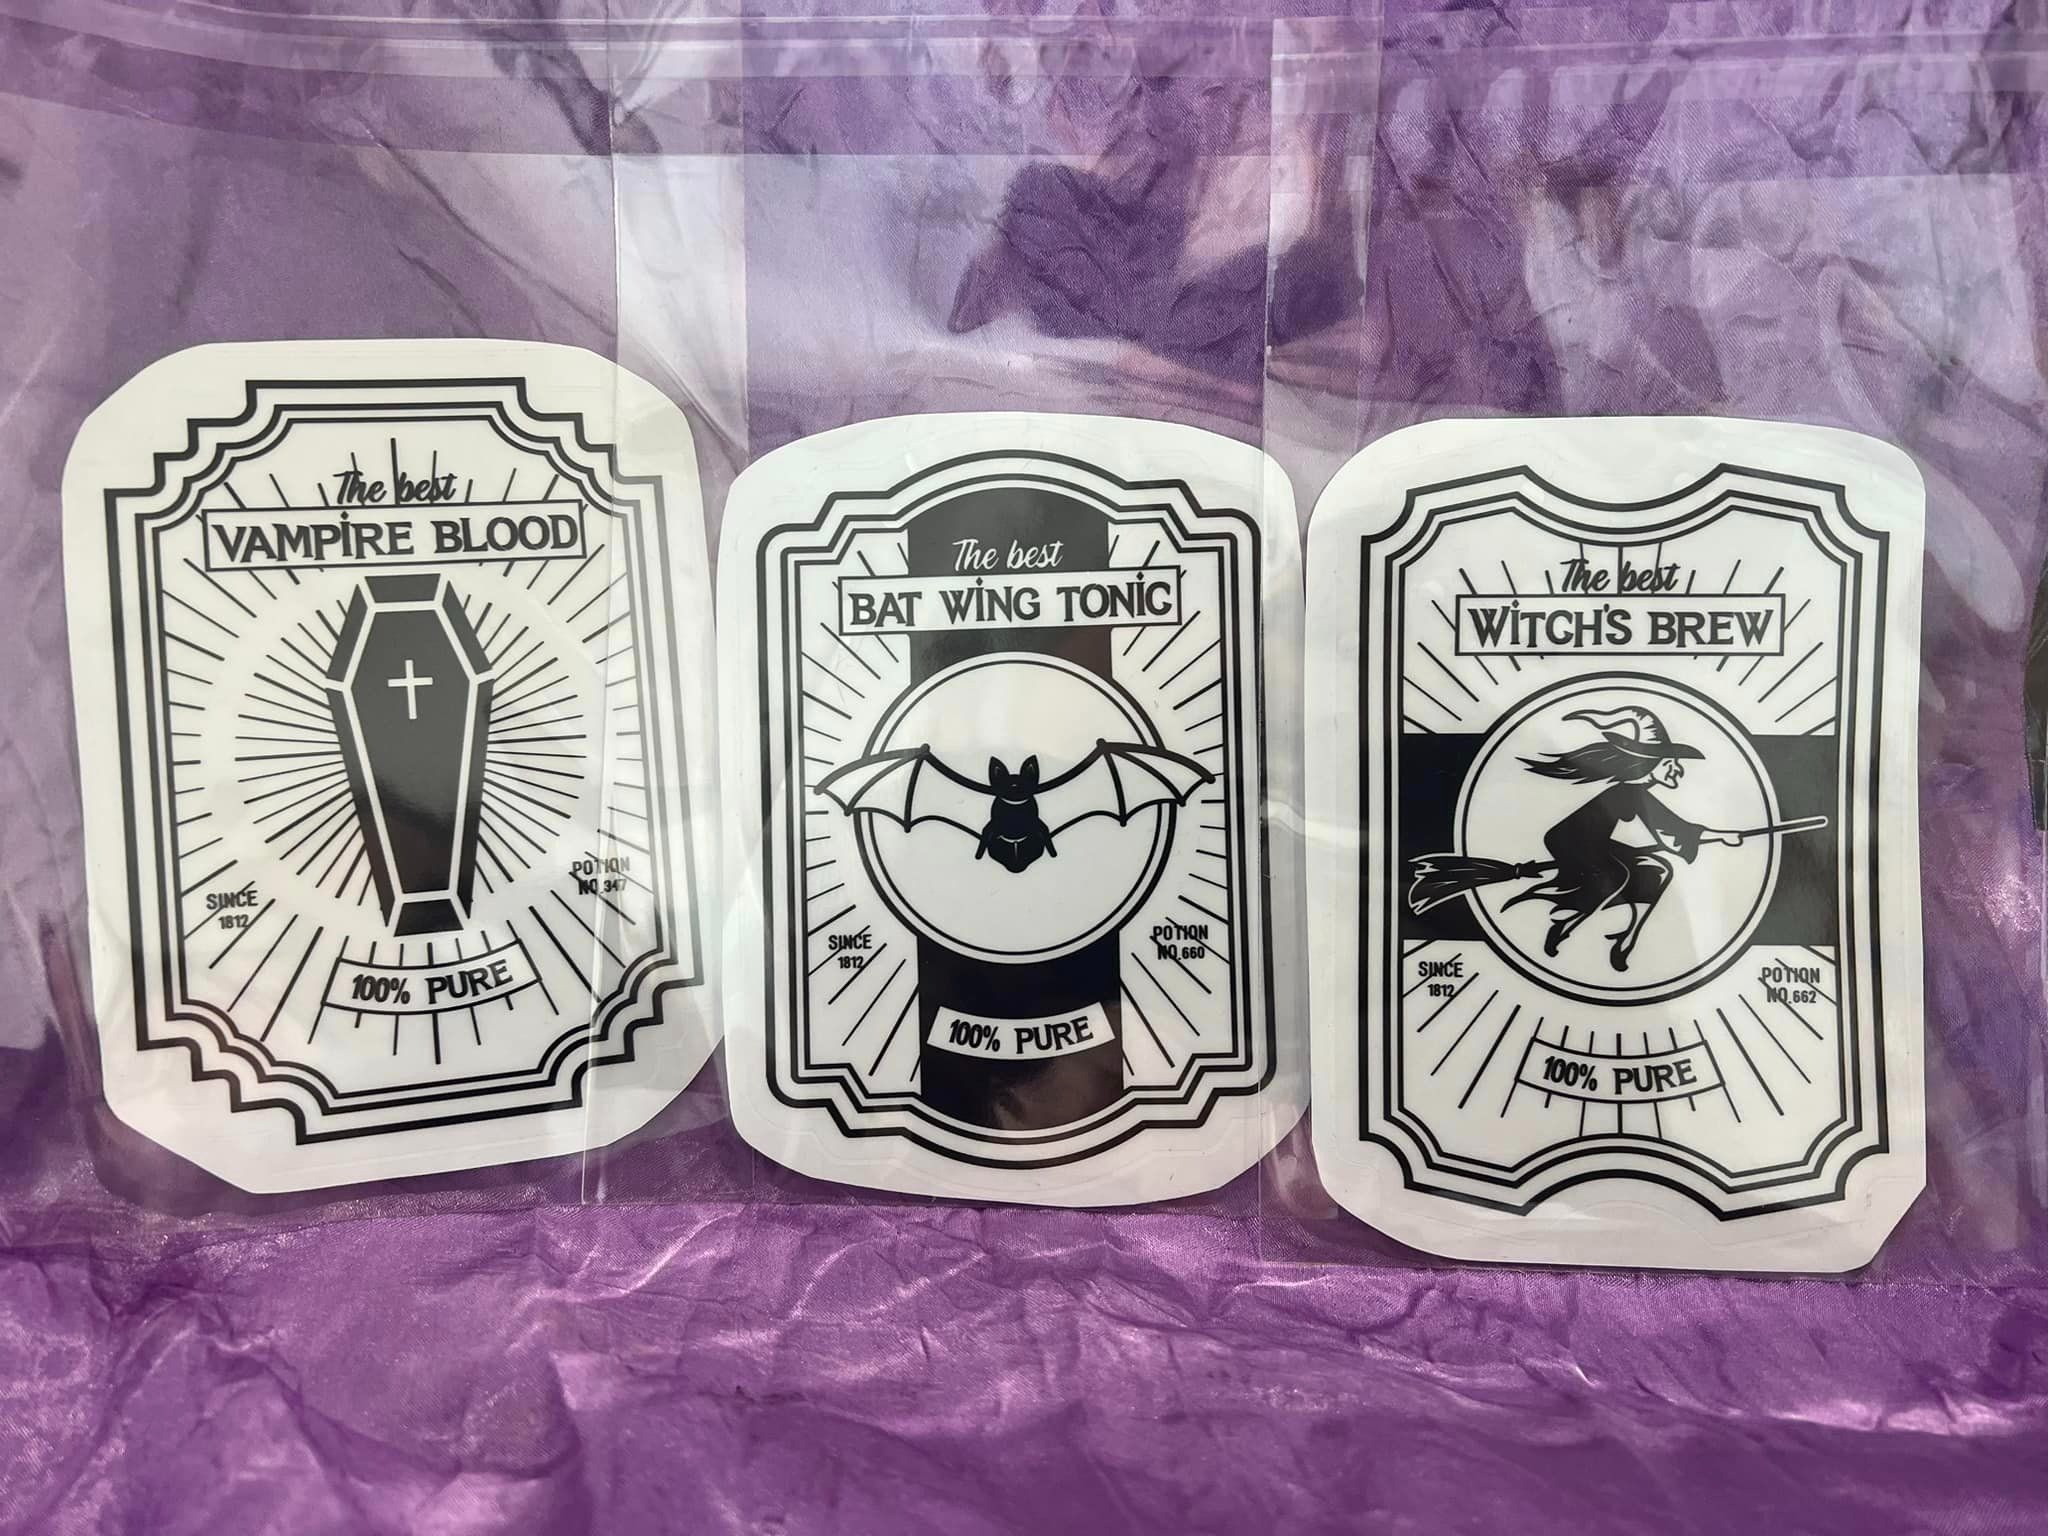 The best
VAMPIRE BLOOD
SINCE
1812
POTION
NO.347
100% PURE
The best
BAT WING TONIC
SINCE
1812
POTION
NO.660
100% PURE
The best
WITCH'S BREW
SINCE
1812
POTION
NO.662
100% PURE